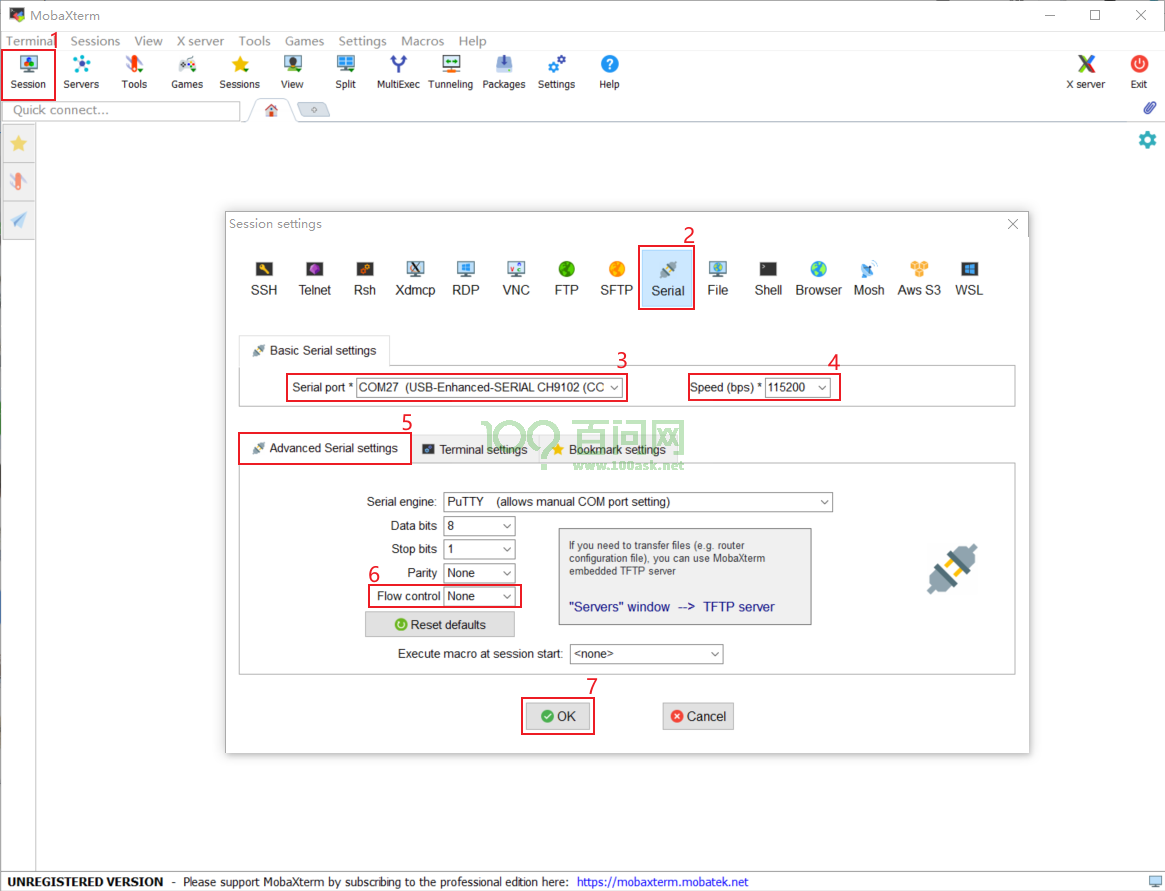 MobaXterm
Terminal Sessions View X server Tools Games Settings Macros Help
1
Session Servers Tools Games Sessions View Split MultiExec Tunneling Packages Settings Help X server Exit
Quick connect...
Session settings
2
SSH Telnet Rsh Xdmcp RDP VNC FTP SFTP Serial File Shell Browser Mosh Aws S3 WSL
Basic Serial settings
3
4
Serial port * COM27 (USB-Enhanced-SERIAL CH9102 (CC Speed (bps) * 115200
5
100ask 百问网
Advanced Serial settings Terminal settings Bookmark settings
www.100ask.net
Serial engine: PuTTY (allows manual COM port setting)
Data bits 8
Stop bits 1
Parity None
6
Flow control None
Reset defaults
If you need to transfer files (e.g. router
configuration file), you can use MobaXterm
embedded TFTP server
"Servers" window --> TFTP server
Execute macro at session start: <none>
7
OK Cancel
UNREGISTERED VERSION - Please support MobaXterm by subscribing to the professional edition here: https://mobaxterm.mobatek.net